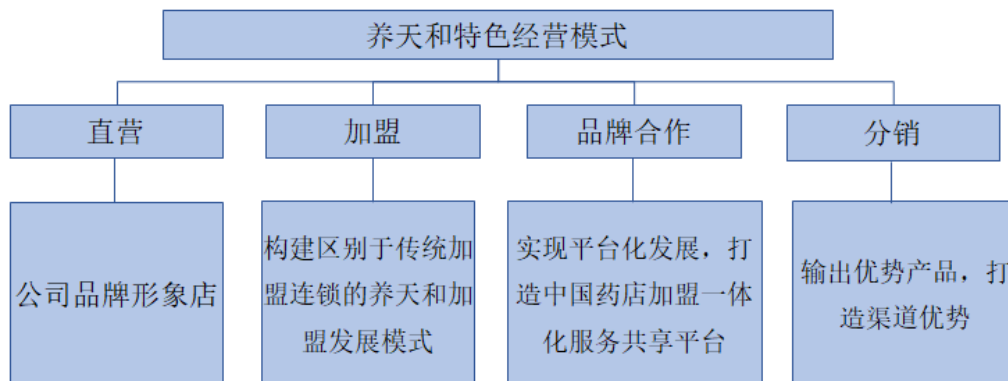 养天和特色经营模式
直营
加盟
品牌合作
分销
公司品牌形象店
构建区别于传统加
盟连锁的养天和加
盟发展模式
实现平台化发展，打
造中国药店加盟一体
化服务共享平台
输出优势产品，打
造渠道优势